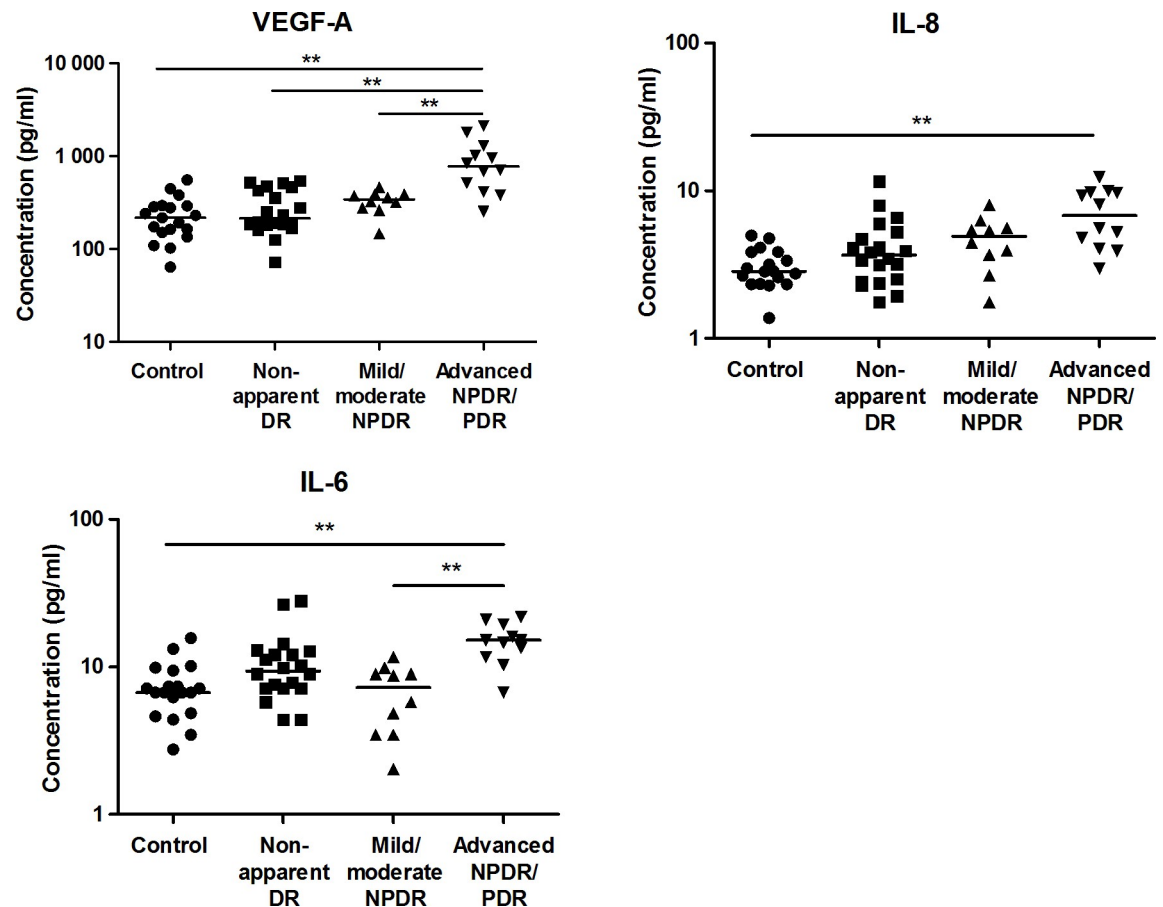 VEGF-A
Concentration (pg/ml)
10 000
1 000
100
10
**
**
**
Control
Non-
apparent
DR
Mild/
moderate
NPDR
Advanced
NPDR/
PDR
IL-8
Concentration (pg/ml)
100
10
1
**
Control
Non-
apparent
DR
Mild/
moderate
NPDR
Advanced
NPDR/
PDR
IL-6
Concentration (pg/ml)
100
10
1
**
**
Control
Non-
apparent
DR
Mild/
moderate
NPDR
Advanced
NPDR/
PDR